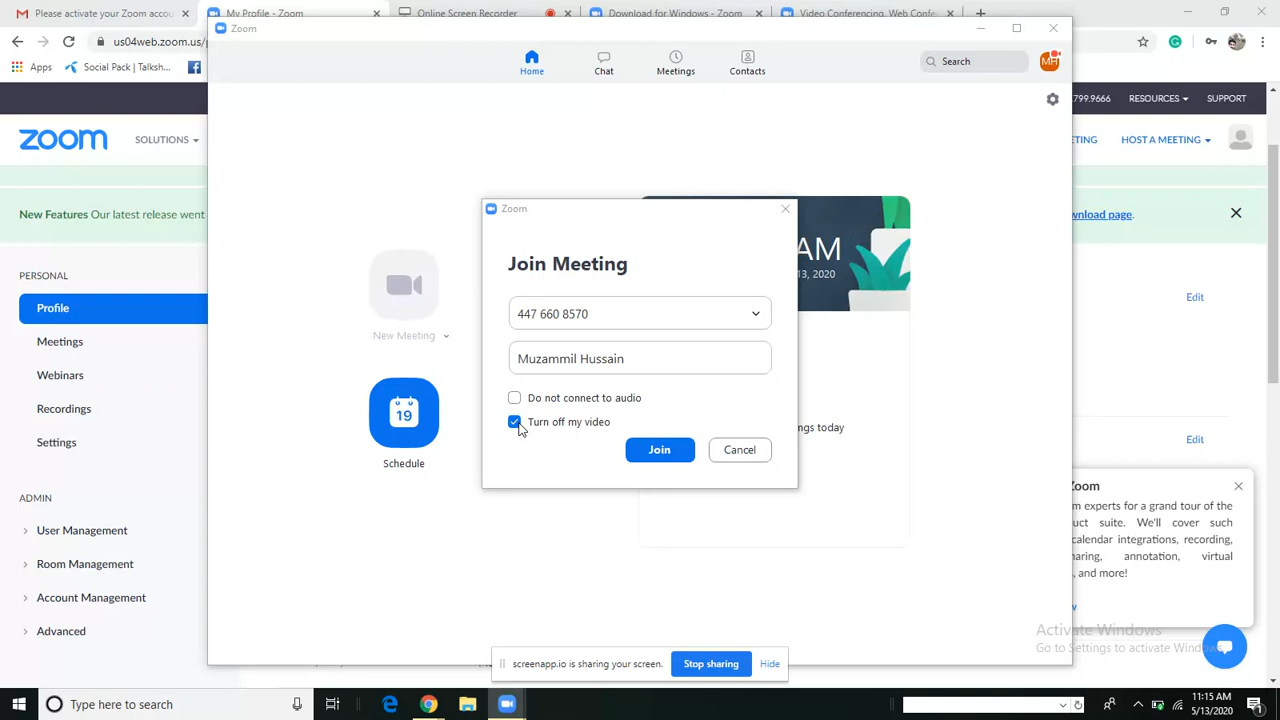 Please activate your Zoom accou
My Profile - Zoom
Online Screen Recorder
Download for Windows - Zoom
Video Conferencing, Web Confe
us04web.zoom.us/p
Apps
Social Pack | Talksh...
Zoom
Home
Chat
Meetings
Contacts
Search
MH
.799.9666
RESOURCES
SUPPORT
zoom
SOLUTIONS
ETING
HOST A MEETING
New Features Our latest release went
wnload page.
PERSONAL
Profile
Meetings
Webinars
Recordings
Settings
ADMIN
User Management
Room Management
Account Management
Advanced
New Meeting
19
Schedule
AM
13, 2020
ngs today
Zoom
Join Meeting
447 660 8570
Muzammil Hussain
Do not connect to audio
Turn off my video
Join
Cancel
Edit
Edit
Zoom
m experts for a grand tour of the
uct suite. We'll cover such
calendar integrations, recording,
haring, annotation, virtual
, and more!
Activate Windows
Go to Settings to activate Windows.
screenapp.io is sharing your screen.
Stop sharing
Hide
Type here to search
11:15 AM
5/13/2020
1